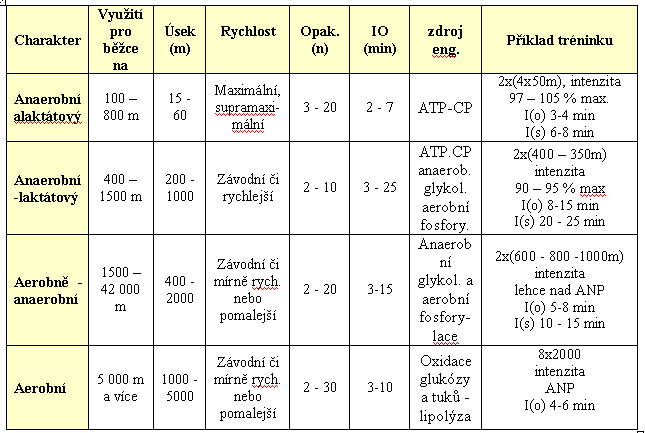 Charakter
Využití
pro
běžce
na
Úsek
(m)
Rychlost
Opak.
(n)
IO
(min)
zdroj
eng.
Příklad tréninku
Anaerobní
alaktátový
100 –
800 m
15 -
60
Maximální,
supramaxi-
mální
3 - 20
2 - 7
ATP-CP
2x(4x50m), intenzita
97 – 105 % max.
I(o) 3-4 min
I(s) 6-8 min
Anaerobní
-laktátový
400 –
1500 m
200 -
1000
Závodní či
rychlejší
2 - 10
3 - 25
ATP.CP
anaerob.
glykol.
aerobní
fosfory.
2x(400 – 350m)
intenzita
90 – 95 % max
I(o) 8-15 min
I(s) 20 - 25 min
Aerobně -
anaerobní
1500 –
42 000
m
400 -
2000
Závodní či
mírně rych.
nebo
pomalejší
2 - 20
3-15
Anaerob
ní
glykol. a
aerobní
fosfory-
lace
2x(600 - 800 -1000m)
intenzita
lehce nad ANP
I(o) 5-8 min
I(s) 10 - 15 min
Aerobní
5 000 m
a více
1000 -
5000
Závodní či
mírně rych.
nebo
pomalejší
2 - 30
3-10
Oxidace
glukózy
a tuků -
lipolýza
8x2000
intenzita
ANP
I(o) 4-6 min